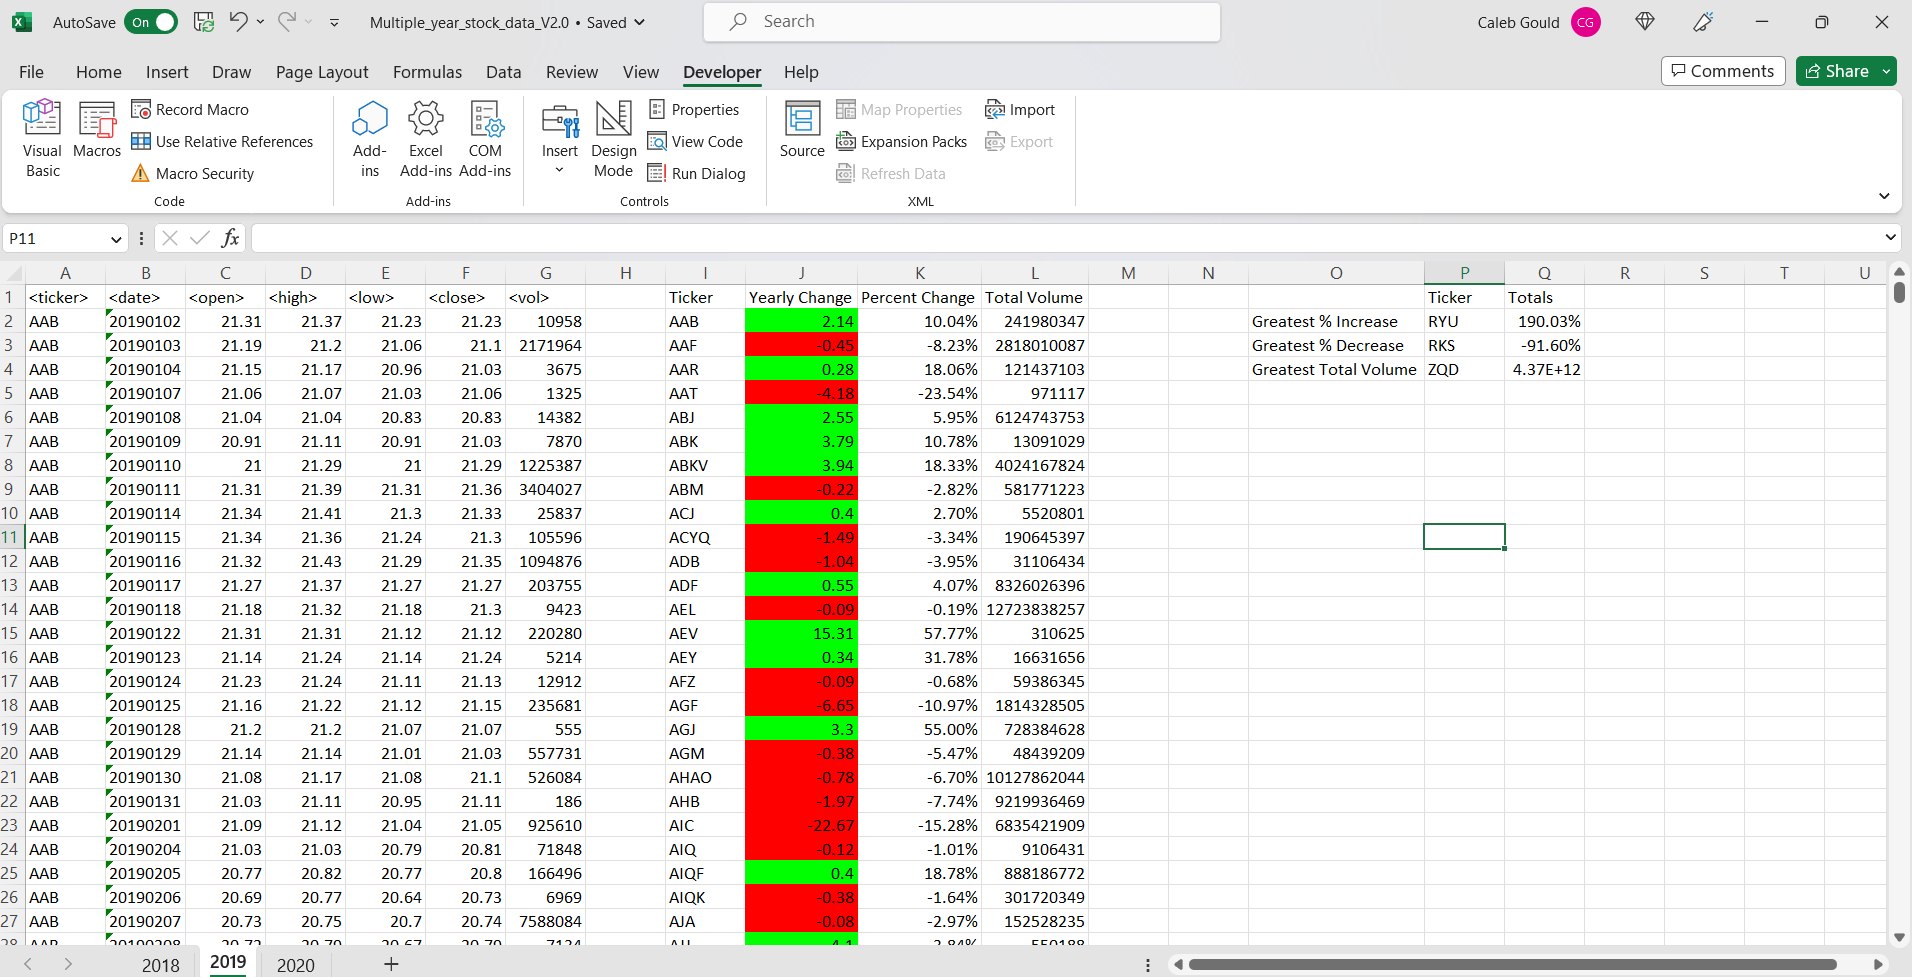 AutoSave On Multiple_year_stock_data_V2.0 • Saved Search Caleb Gould CG
File Home Insert Draw Page Layout Formulas Data Review View Developer Help Comments Share
Visual Basic
Macros
Record Macro
Use Relative References
Macro Security
Code
Add-ins
Excel Add-ins
COM Add-ins
Add-ins
Insert
Design Mode
Properties
View Code
Run Dialog
Controls
Source
Map Properties
Expansion Packs
Refresh Data
Import
Export
XML
P11 fx
A B C D E F G H I J K L M N O P Q R S T U
1 <ticker> <date> <open> <high> <low> <close> <vol> Ticker Yearly Change Percent Change Total Volume Ticker Totals
2 AAB 20190102 21.31 21.37 21.23 21.23 10958 AAB 2.14 10.04% 241980347 Greatest % Increase RYU 190.03%
3 AAB 20190103 21.19 21.2 21.06 21.1 2171964 AAF -0.45 -8.23% 2818010087 Greatest % Decrease RKS -91.60%
4 AAB 20190104 21.15 21.17 20.96 21.03 3675 AAR 0.28 18.06% 121437103 Greatest Total Volume ZQD 4.37E+12
5 AAB 20190107 21.06 21.07 21.03 21.06 1325 AAT -4.18 -23.54% 971117
6 AAB 20190108 21.04 21.04 20.83 20.83 14382 ABJ 2.55 5.95% 6124743753
7 AAB 20190109 20.91 21.11 20.91 21.03 7870 ABK 3.79 10.78% 13091029
8 AAB 20190110 21 21.29 21 21.29 1225387 ABKV 3.94 18.33% 4024167824
9 AAB 20190111 21.31 21.39 21.31 21.36 3404027 ABM -0.22 -2.82% 581771223
10 AAB 20190114 21.34 21.41 21.3 21.33 25837 ACJ 0.4 2.70% 5520801
11 AAB 20190115 21.34 21.36 21.24 21.3 105596 ACYQ -1.49 -3.34% 190645397
12 AAB 20190116 21.32 21.43 21.29 21.35 1094876 ADB -1.04 -3.95% 31106434
13 AAB 20190117 21.27 21.37 21.27 21.27 203755 ADF 0.55 4.07% 8326026396
14 AAB 20190118 21.18 21.32 21.18 21.3 9423 AEL -0.09 -0.19% 12723838257
15 AAB 20190122 21.31 21.31 21.12 21.12 220280 AEV 15.31 57.77% 310625
16 AAB 20190123 21.14 21.24 21.14 21.24 5214 AEY 0.34 31.78% 16631656
17 AAB 20190124 21.23 21.24 21.11 21.13 12912 AFZ -0.09 -0.68% 59386345
18 AAB 20190125 21.16 21.22 21.12 21.15 235681 AGF -6.65 -10.97% 1814328505
19 AAB 20190128 21.2 21.2 21.07 21.07 555 AGJ 3.3 55.00% 728384628
20 AAB 20190129 21.14 21.14 21.01 21.03 557731 AGM -0.38 -5.47% 48439209
21 AAB 20190130 21.08 21.17 21.08 21.1 526084 AHAO -0.78 -6.70% 10127862044
22 AAB 20190131 21.03 21.11 20.95 21.11 186 AHB -1.97 -7.74% 9219936469
23 AAB 20190201 21.09 21.12 21.04 21.05 925610 AIC -22.67 -15.28% 6835421909
24 AAB 20190204 21.03 21.03 20.79 20.81 71848 AIQ -0.12 -1.01% 9106431
25 AAB 20190205 20.77 20.82 20.77 20.8 166496 AIQF 0.4 18.78% 888186772
26 AAB 20190206 20.69 20.77 20.64 20.73 6969 AIQK -0.38 -1.64% 301720349
27 AAB 20190207 20.73 20.75 20.7 20.74 7588084 AJA -0.08 -2.97% 152528235
28 AAB 20190208
2018 2019 2020 +